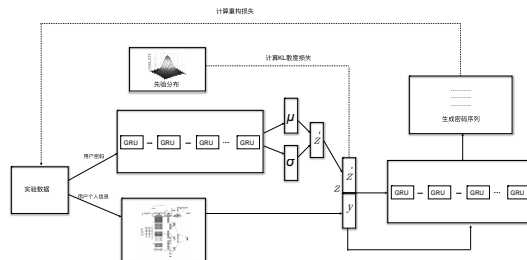 计算重构损失
计算KL散度损失
先验分布
生成密码序列
用户密码
GRU GRU GRU ... GRU
μ
σ
Z'
实验数据
用户个人信息
Z
Z'
y
GRU GRU GRU ... GRU